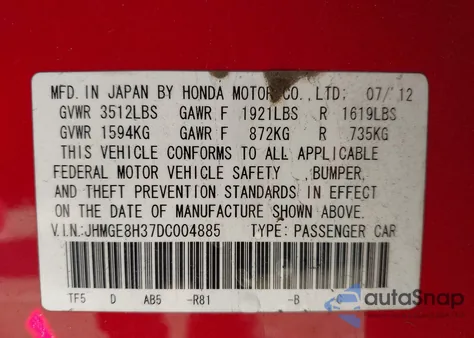 MFD. IN JAPAN BY HONDA MOTOR CO., LTD. 07/12
GVWR 3512LBS GAWR F 1921LBS R 1619LBS
GVWR 1594KG GAWR F 872KG R 735KG
THIS VEHICLE CONFORMS TO ALL APPLICABLE
FEDERAL MOTOR VEHICLE SAFETY , BUMPER,
AND THEFT PREVENTION STANDARDS IN EFFECT
ON THE DATE OF MANUFACTURE SHOWN ABOVE.
V.I.N.:JHMGE8H37DC004885 TYPE: PASSENGER CAR
TF5 D AB5 -R81 -B
autaSnap